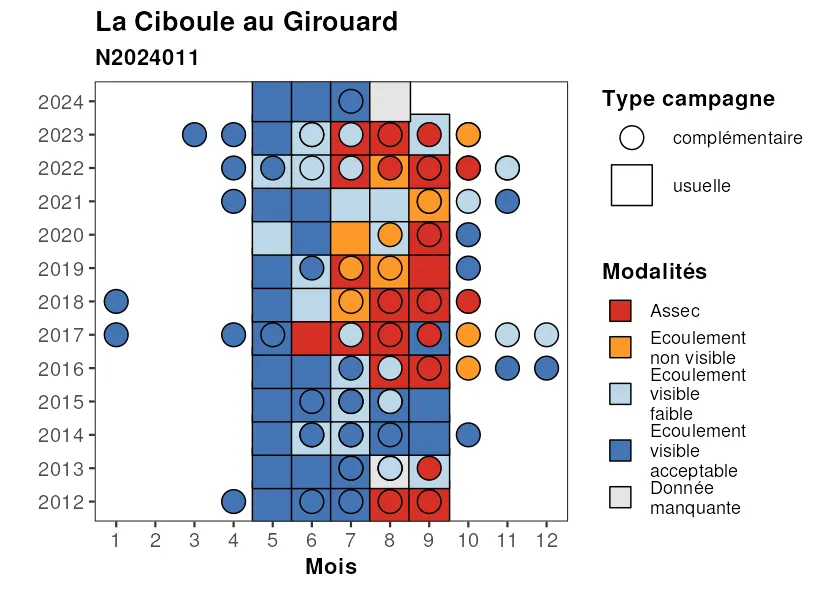 La Ciboule au Girouard
N2024011
2024
2023
2022
2021
2020
2019
2018
2017
2016
2015
2014
2013
2012
1 2 3 4 5 6 7 8 9 10 11 12
Mois
Type campagne
complémentaire
usuelle
Modalités
Assec
Ecoulement
non visible
Ecoulement
visible
faible
Ecoulement
visible
acceptable
Donnée
manquante